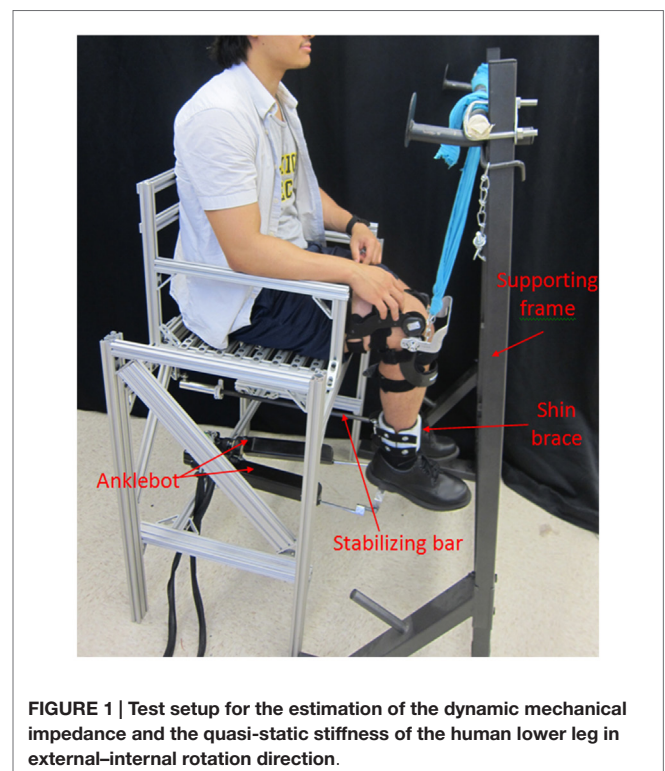 Supporting
frame
Shin
brace
Anklebot
Stabilizing bar
FIGURE 1 | Test setup for the estimation of the dynamic mechanical
impedance and the quasi-static stiffness of the human lower leg in
external–internal rotation direction.